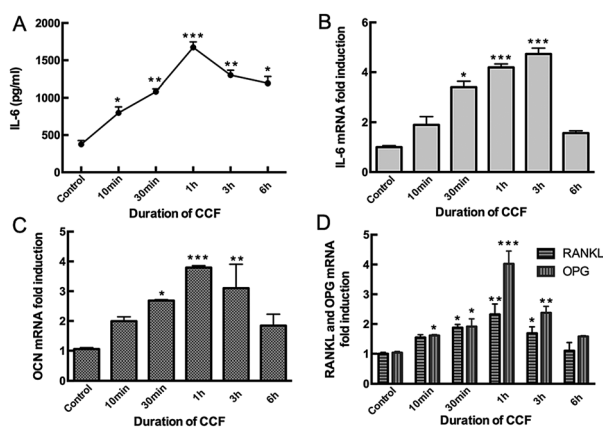 A
IL-6 (pg/ml)
2000
1500
1000
500
0
*
**
***
**
*
Control
10min
30min
1h
3h
6h
Duration of CCF
B
IL-6 mRNA fold induction
6
4
2
0
*
***
***
Control
10min
30min
1h
3h
6h
Duration of CCF
C
OCN mRNA fold induction
5
4
3
2
1
0
*
***
**
Control
10min
30min
1h
3h
6h
Duration of CCF
D
RANKL and OPG mRNA
fold induction
5
4
3
2
1
0
*
*
*
**
***
*
**
RANKL
OPG
Control
10min
30min
1h
3h
6h
Duration of CCF